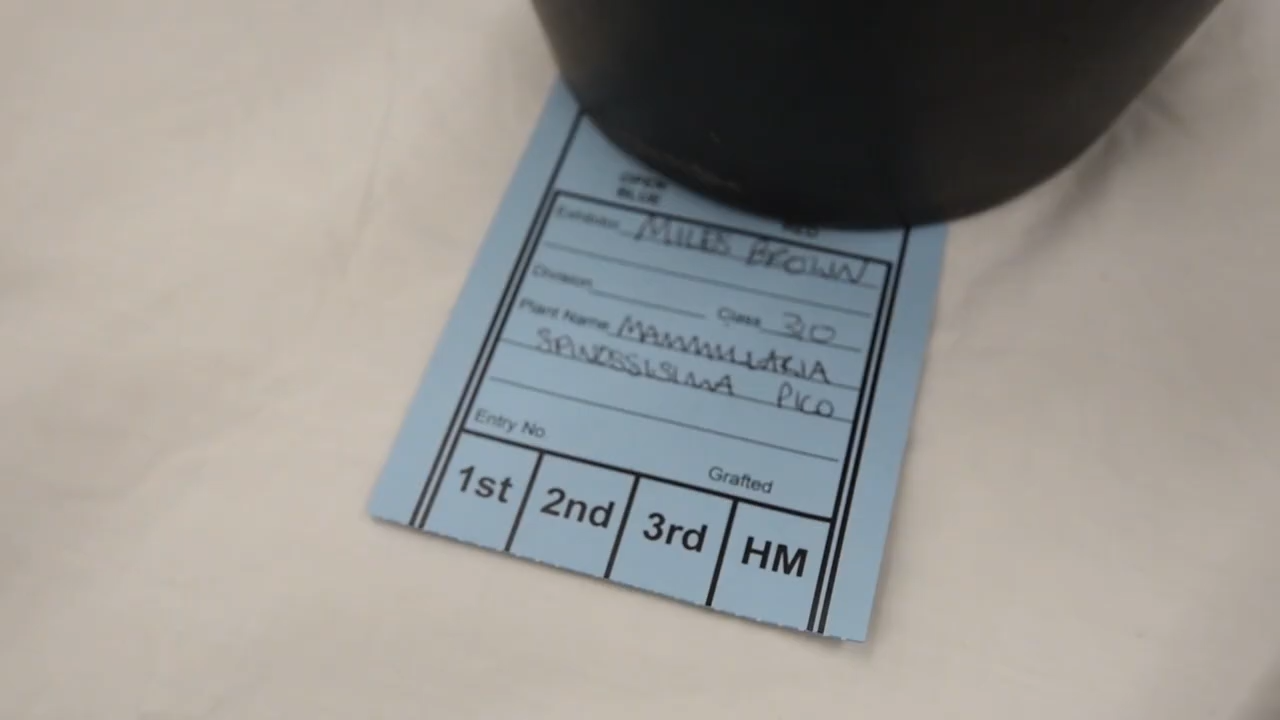 OPEN
BLUE
Exhibitor MILES BROWN
Division Class 30
Plant Name MAMMILLARIA
SPINOSSISIMA PICO
Entry No.
Grafted
1st 2nd 3rd HM